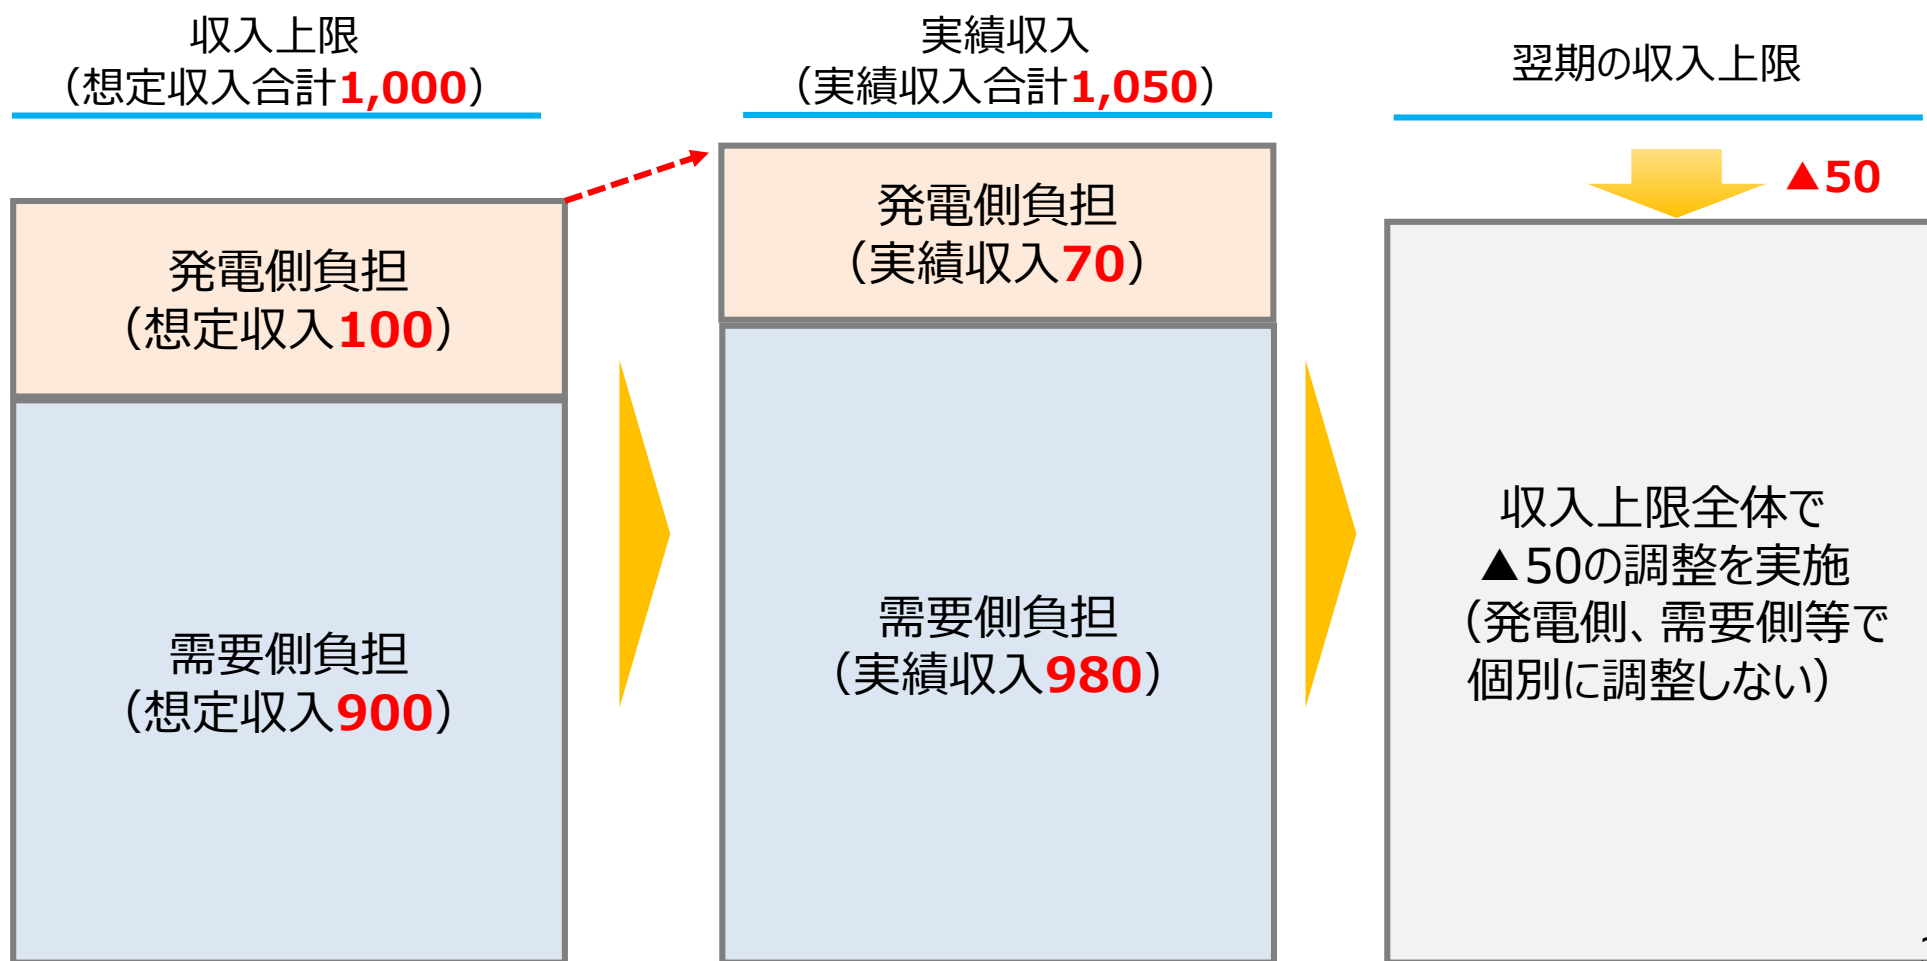 収入上限
（想定収入合計1,000）
発電側負担
（想定収入100）
需要側負担
（想定収入900）
実績収入
（実績収入合計1,050）
発電側負担
（実績収入70）
需要側負担
（実績収入980）
翌期の収入上限
▲50
収入上限全体で
▲50の調整を実施
（発電側、需要側等で
個別に調整しない）